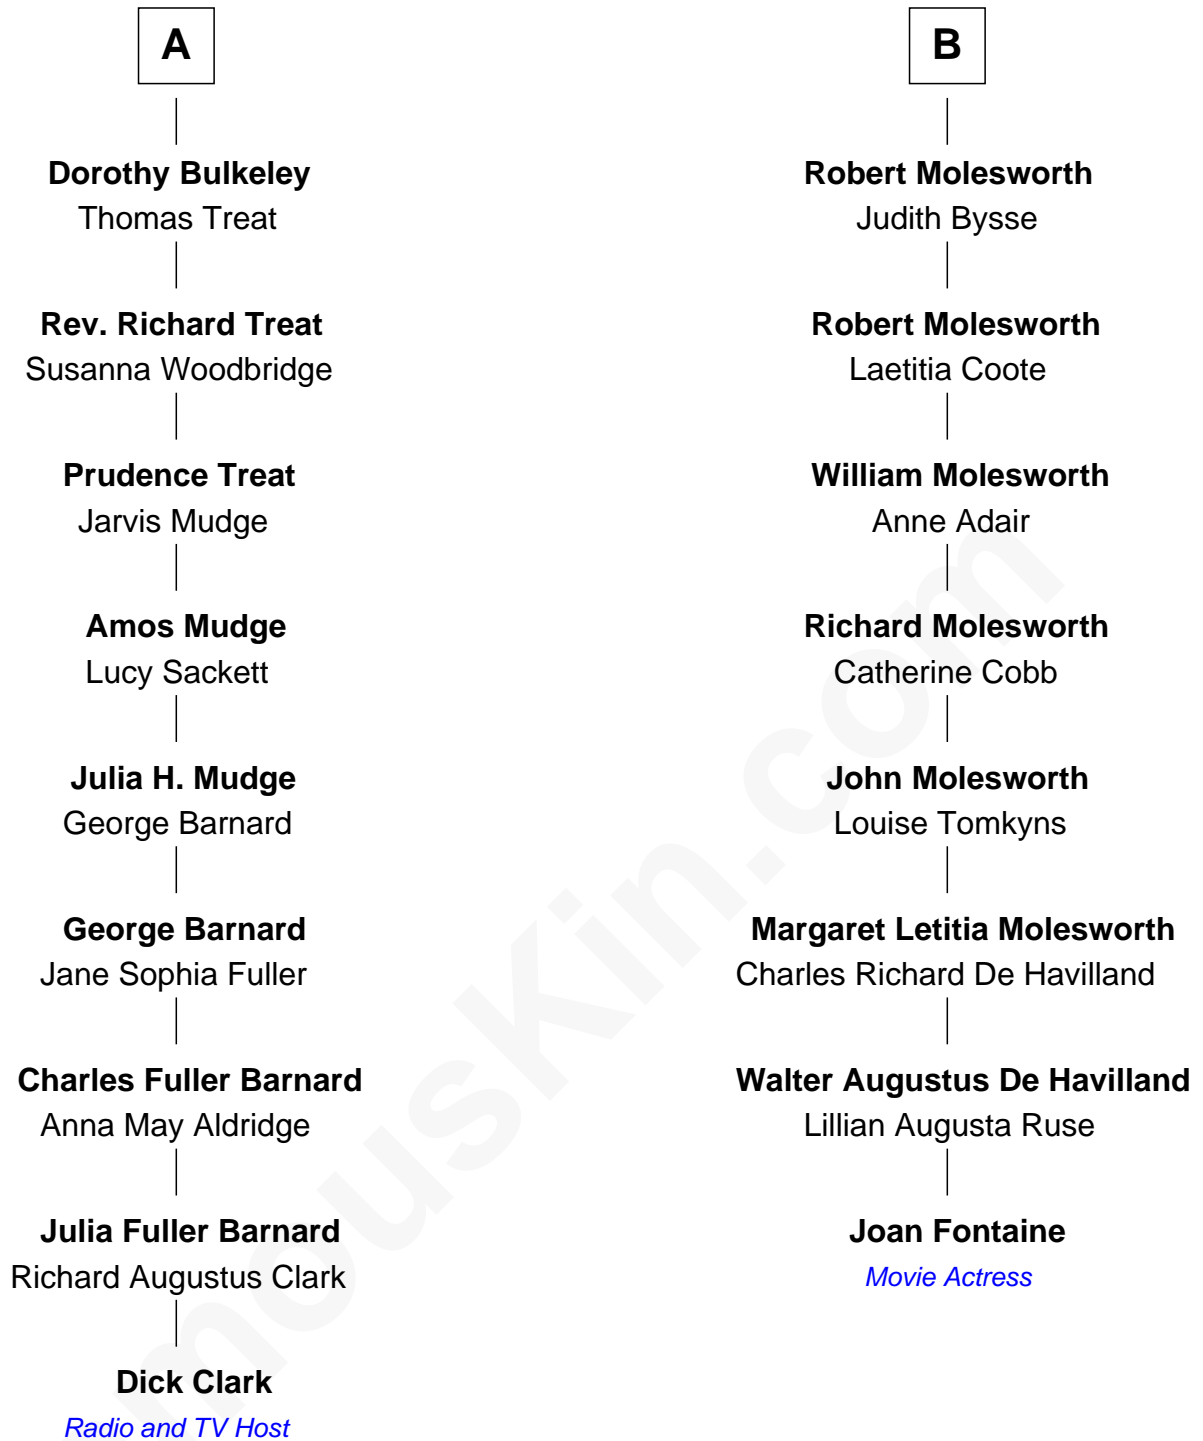 A
Dorothy Bulkeley
Thomas Treat
Rev. Richard Treat
Susanna Woodbridge
Prudence Treat
Jarvis Mudge
Amos Mudge
Lucy Sackett
Julia H. Mudge
George Barnard
George Barnard
Jane Sophia Fuller
Charles Fuller Barnard
Anna May Aldridge
Julia Fuller Barnard
Richard Augustus Clark
Dick Clark
Radio and TV Host
B
Robert Molesworth
Judith Bysse
Robert Molesworth
Laetitia Coote
William Molesworth
Anne Adair
Richard Molesworth
Catherine Cobb
John Molesworth
Louise Tomkyns
Margaret Letitia Molesworth
Charles Richard De Havilland
Walter Augustus De Havilland
Lillian Augusta Ruse
Joan Fontaine
Movie Actress
mousKin.com